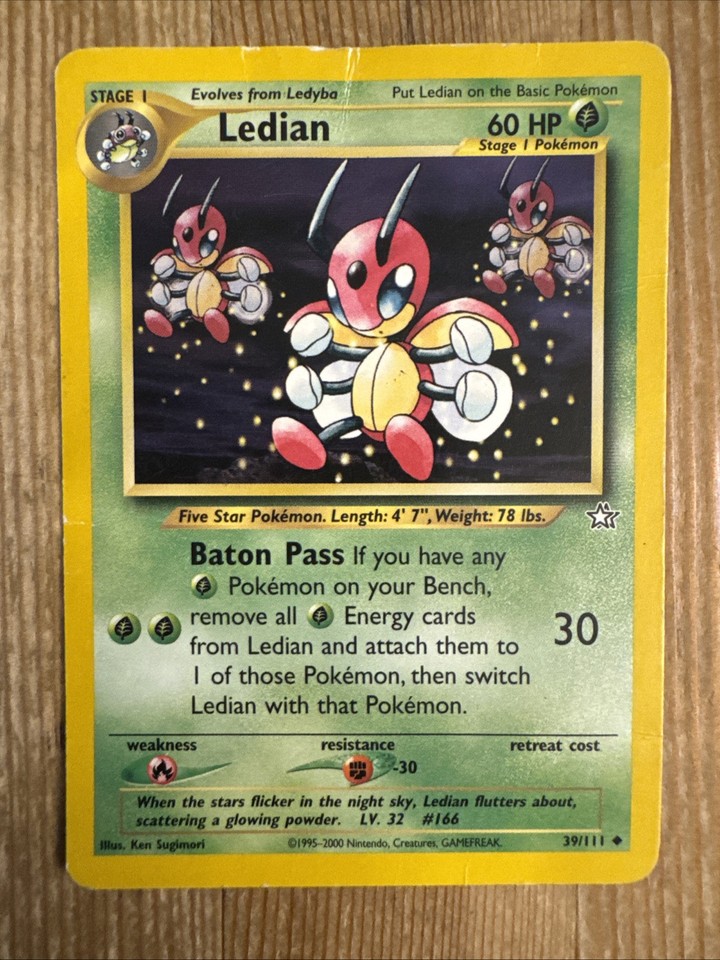 STAGE 1 Evolves from Ledyba Put Ledian on the Basic Pokémon
Ledian 60 HP
Stage 1 Pokémon
Five Star Pokémon. Length: 4' 7", Weight: 78 lbs.
Baton Pass If you have any
Pokémon on your Bench,
remove all Energy cards
from Ledian and attach them to
1 of those Pokémon, then switch
Ledian with that Pokémon.
30
weakness resistance retreat cost
-30
When the stars flicker in the night sky, Ledian flutters about,
scattering a glowing powder. LV. 32 #166
Illus. Ken Sugimori ©1995-2000 Nintendo, Creatures, GAMEFREAK. 39/111